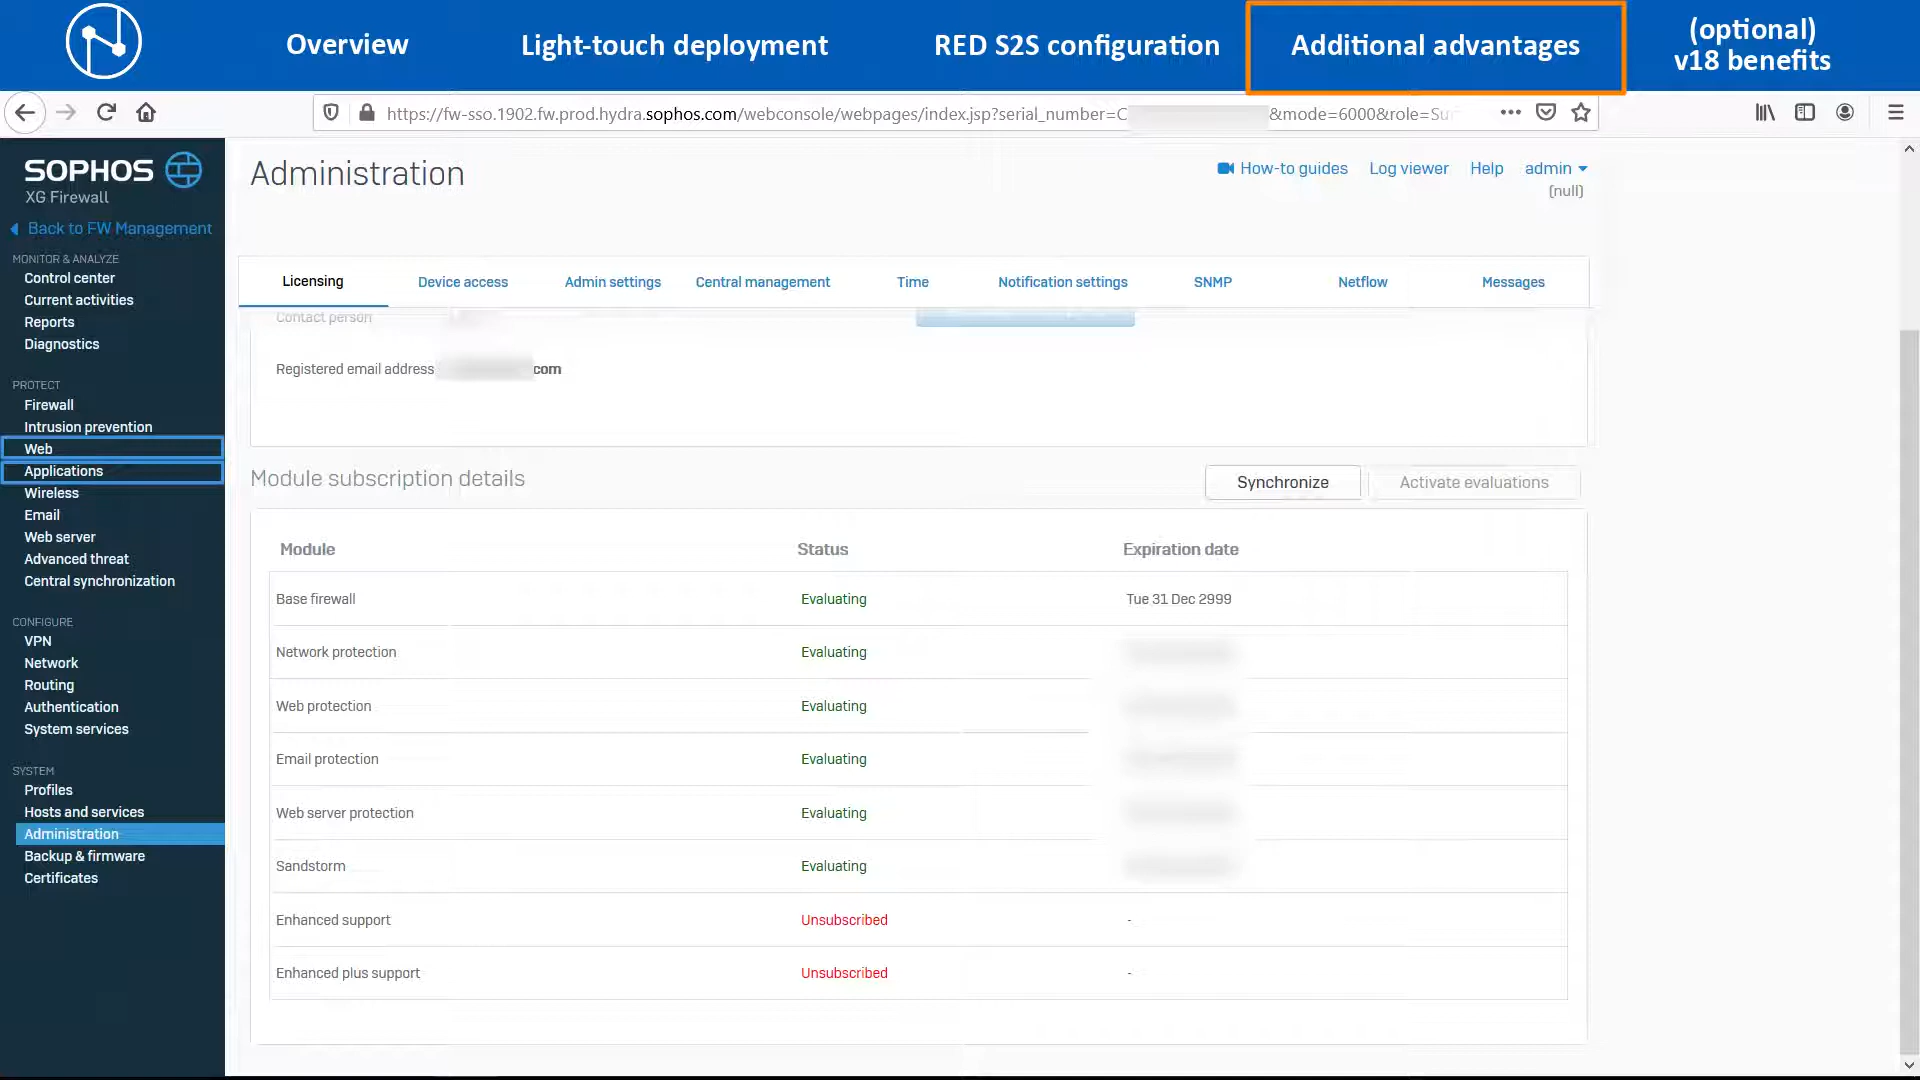 Overview
Light-touch deployment
RED S2S configuration
Additional advantages
(optional)
v18 benefits
https://fw-sso.1902.fw.prod.hydra.sophos.com/webconsole/webpages/index.jsp?serial_number=C &mode=6000&role=Su
SOPHOS
XG Firewall
Back to FW Management
MONITOR & ANALYZE
Control center
Current activities
Reports
Diagnostics
PROTECT
Firewall
Intrusion prevention
Web
Applications
Wireless
Email
Web server
Advanced threat
Central synchronization
CONFIGURE
VPN
Network
Routing
Authentication
System services
SYSTEM
Profiles
Hosts and services
Administration
Backup & firmware
Certificates
Administration
How-to guides Log viewer Help admin
(null)
Licensing Device access Admin settings Central management Time Notification settings SNMP Netflow Messages
Contact person
Registered email address com
Module subscription details
Synchronize Activate evaluations
Module Status Expiration date
Base firewall Evaluating Tue 31 Dec 2999
Network protection Evaluating
Web protection Evaluating
Email protection Evaluating
Web server protection Evaluating
Sandstorm Evaluating
Enhanced support Unsubscribed -
Enhanced plus support Unsubscribed -